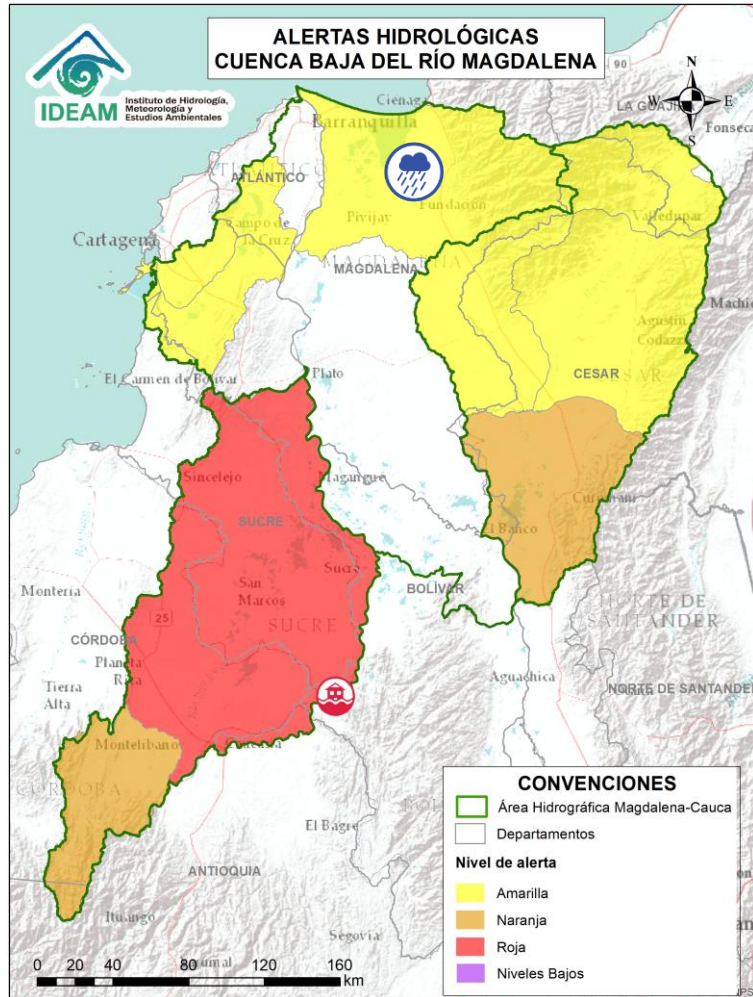 ALERTAS HIDROLÓGICAS
CUENCA BAJA DEL RÍO MAGDALENA
IDEAM
Instituto de Hidrología,
Meteorología y
Estudios Ambientales
N
W
E
S
90
Ciénaga
LA GUAJIRA
Barranquilla
Fonseca
ATLÁNTICO
Campo de
la Cruz
Pivijay
Fundación
Valledupar
Cartagena
MAGDALENA
Agustín
Codazzi
El Carmen de Bolívar
Plato
CESAR
Sincelejo
Magangué
SUCRE
Curumaní
El Banco
Sucre
San
Marcos
BOLÍVAR
Montería
25
SUCRE
NORTE DE
SANTANDER
CÓRDOBA
Planeta
Rica
Aguachica
NORTE DE SANTANDER
Tierra
Alta
Montelíbano
CÓRDOBA
El Bagre
ANTIOQUIA
Ituango
Segovia
CONVENCIONES
Área Hidrográfica Magdalena-Cauca
Departamentos
Nivel de alerta
Amarilla
Naranja
Roja
Niveles Bajos
0 20 40 80 120 160
km